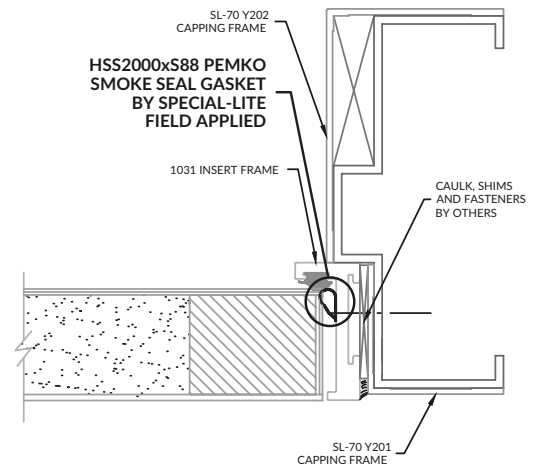 SL-70 Y202
CAPPING FRAME
HSS2000xS88 PEMKO
SMOKE SEAL GASKET
BY SPECIAL-LITE
FIELD APPLIED
1031 INSERT FRAME
CAULK, SHIMS
AND FASTENERS
BY OTHERS
SL-70 Y201
CAPPING FRAME